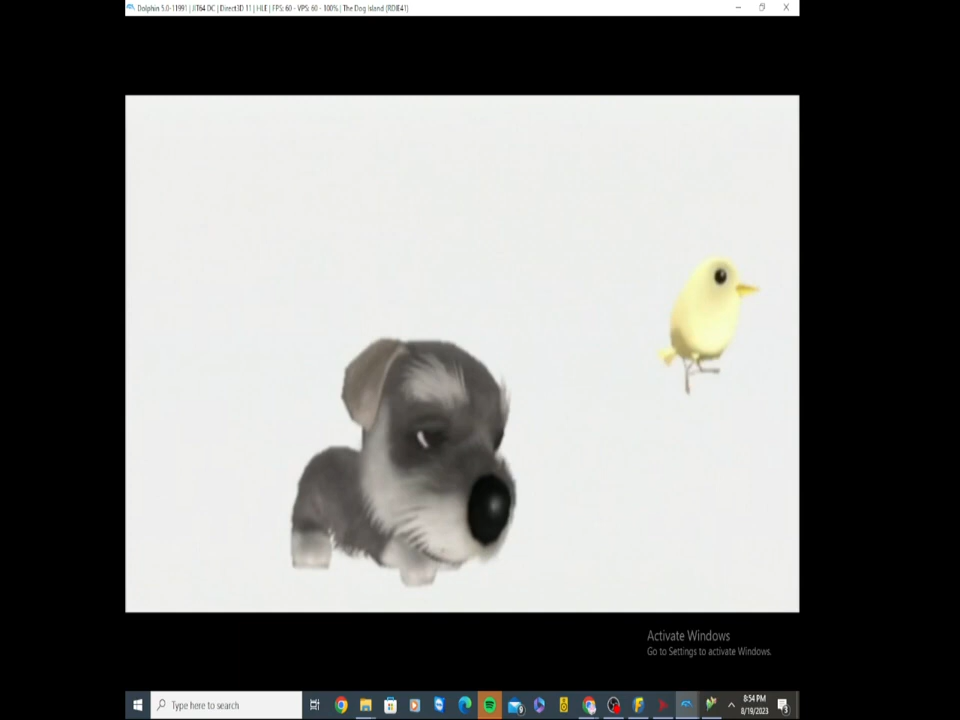 Dolphin 5.0-11991 | JIT64 DC | Direct3D 11 | HLE | FPS: 60 - VPS: 60 - 100% | The Dog Island (RDIE41)
Activate Windows
Go to Settings to activate Windows.
Type here to search
8:54 PM
8/19/2023